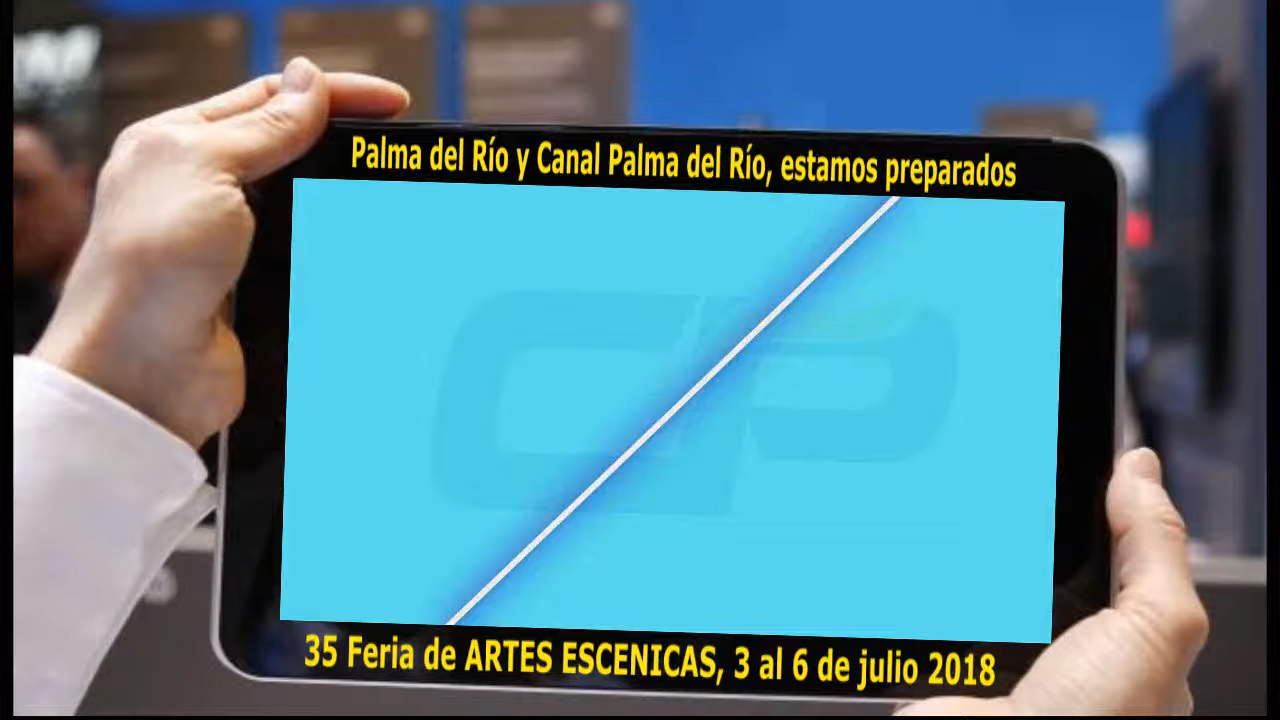 Palma del Río y Canal Palma del Río, estamos preparados
CP
35 Feria de ARTES ESCENICAS, 3 al 6 de julio 2018